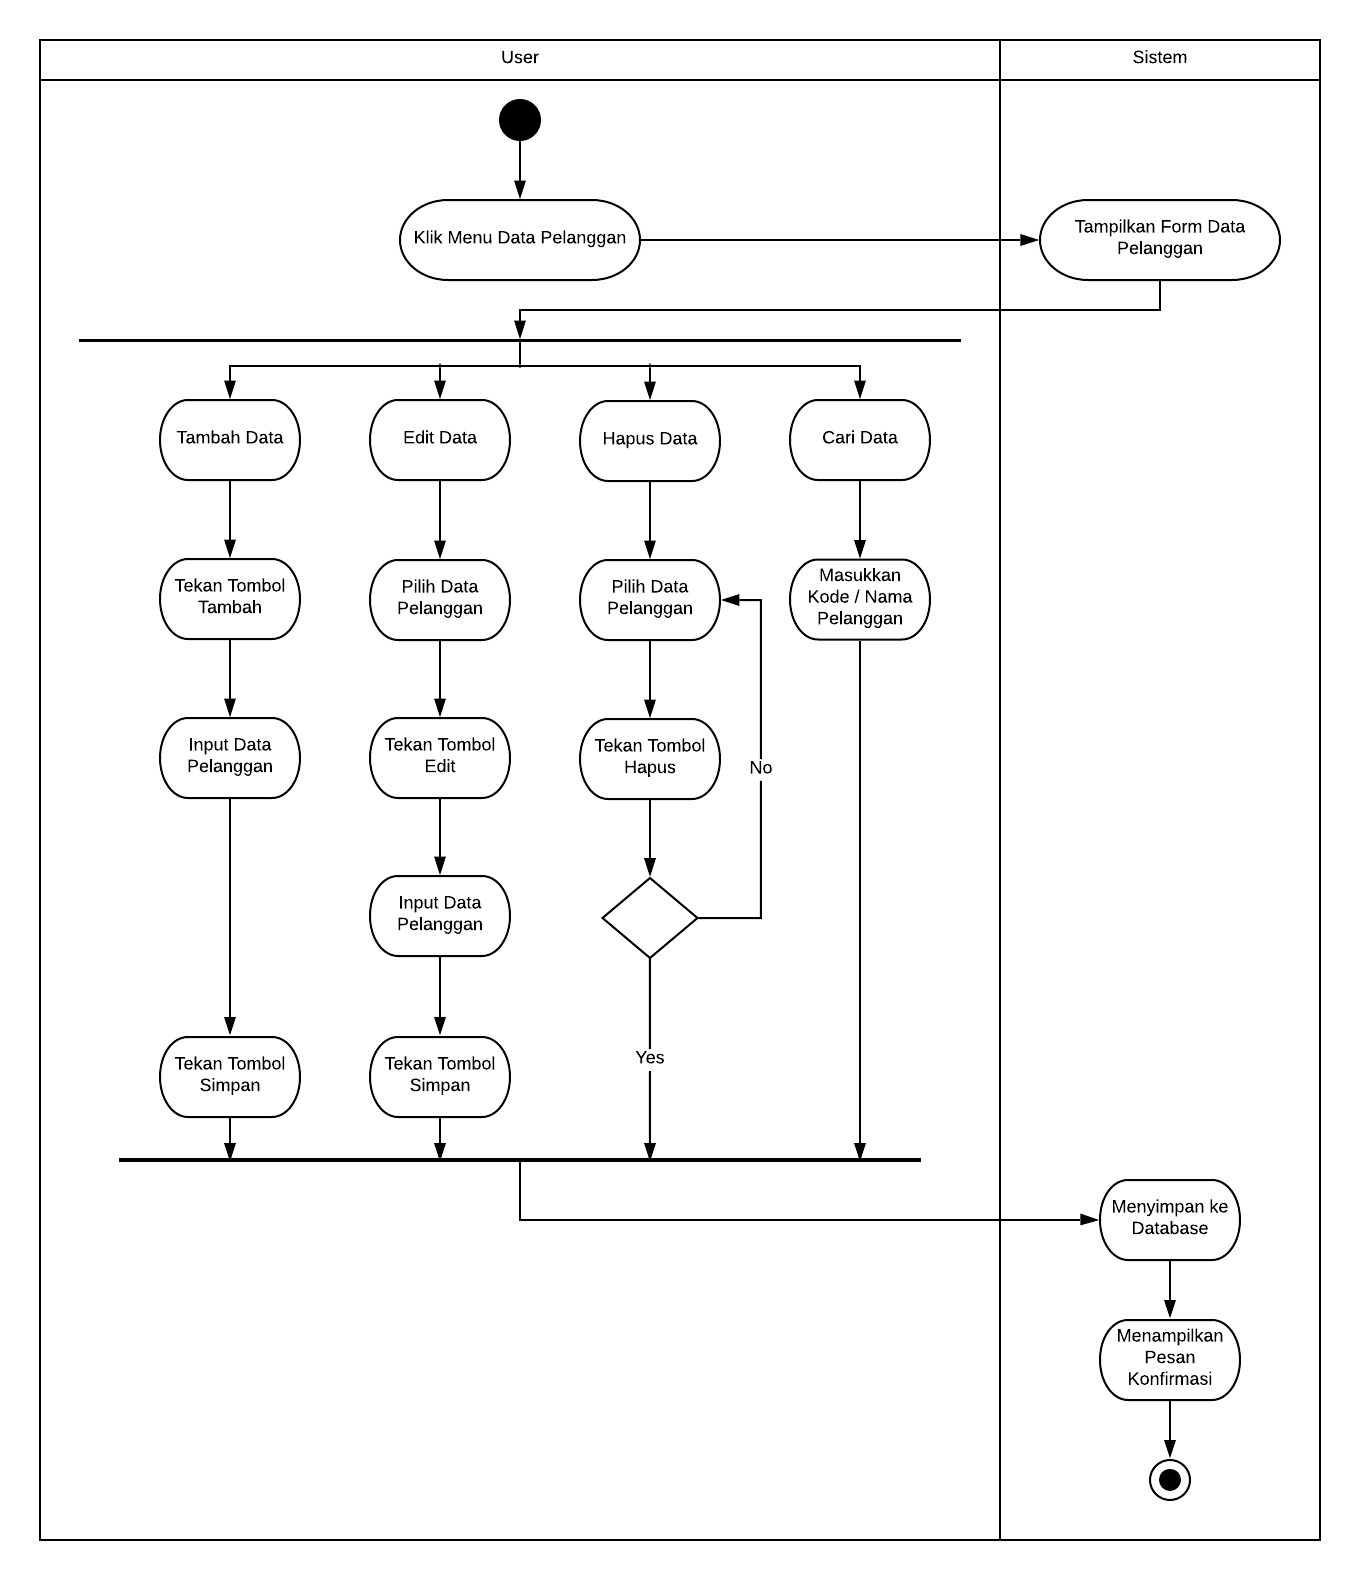 User
Sistem
Klik Menu Data Pelanggan
Tampilkan Form Data
Pelanggan
Tambah Data
Edit Data
Hapus Data
Cari Data
Tekan Tombol
Tambah
Pilih Data
Pelanggan
Pilih Data
Pelanggan
Masukkan
Kode / Nama
Pelanggan
Input Data
Pelanggan
Tekan Tombol
Edit
Tekan Tombol
Hapus
No
Input Data
Pelanggan
Tekan Tombol
Simpan
Tekan Tombol
Simpan
Yes
Menyimpan ke
Database
Menampilkan
Pesan
Konfirmasi